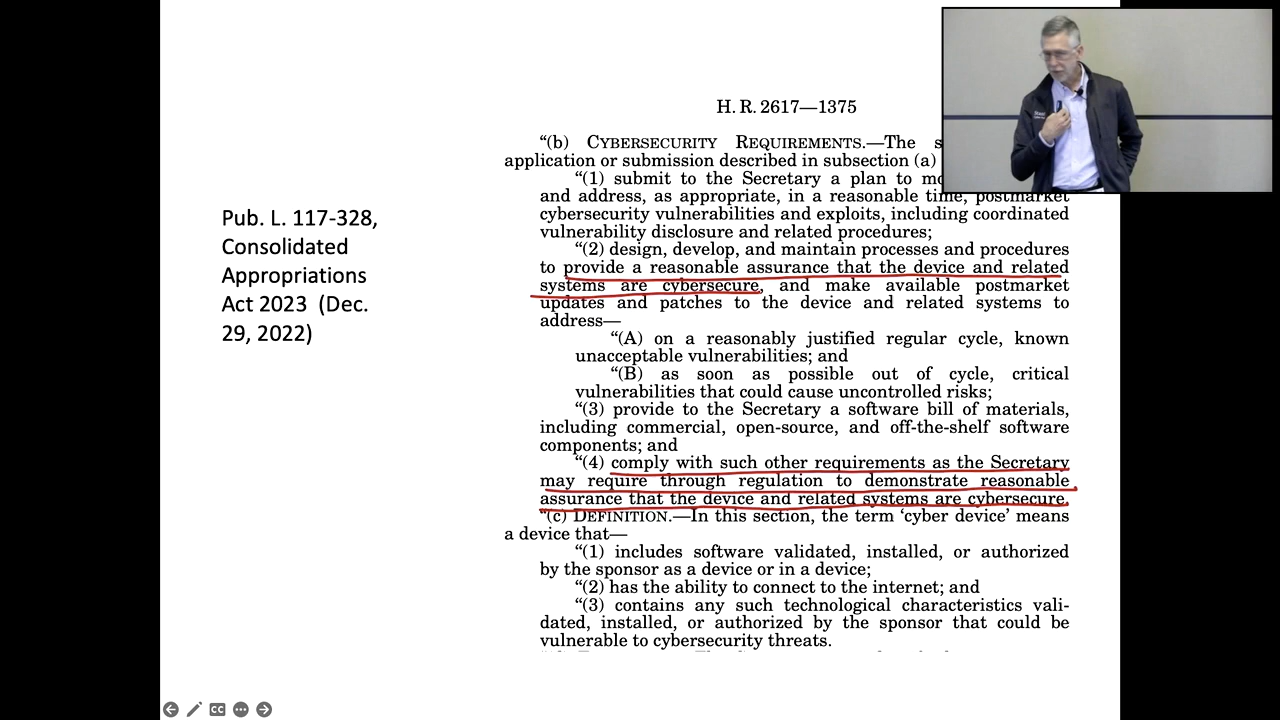 H. R. 2617—1375
“(b) CYBERSECURITY REQUIREMENTS.—The
application or submission described in subsection (a)
“(1) submit to the Secretary a plan to
and address, as appropriate, in a reasonable time, postmarket
cybersecurity vulnerabilities and exploits, including coordinated
vulnerability disclosure and related procedures;
“(2) design, develop, and maintain processes and procedures
to provide a reasonable assurance that the device and related
systems are cybersecure, and make available postmarket
updates and patches to the device and related systems to
address—
“(A) on a reasonably justified regular cycle, known
unacceptable vulnerabilities; and
“(B) as soon as possible out of cycle, critical
vulnerabilities that could cause uncontrolled risks;
“(3) provide to the Secretary a software bill of materials,
including commercial, open-source, and off-the-shelf software
components; and
“(4) comply with such other requirements as the Secretary
may require through regulation to demonstrate reasonable
assurance that the device and related systems are cybersecure.
“(c) DEFINITION.—In this section, the term ‘cyber device’ means
a device that—
“(1) includes software validated, installed, or authorized
by the sponsor as a device or in a device;
“(2) has the ability to connect to the internet; and
“(3) contains any such technological characteristics vali-
dated, installed, or authorized by the sponsor that could be
vulnerable to cybersecurity threats.
Pub. L. 117-328,
Consolidated
Appropriations
Act 2023 (Dec.
29, 2022)
CC